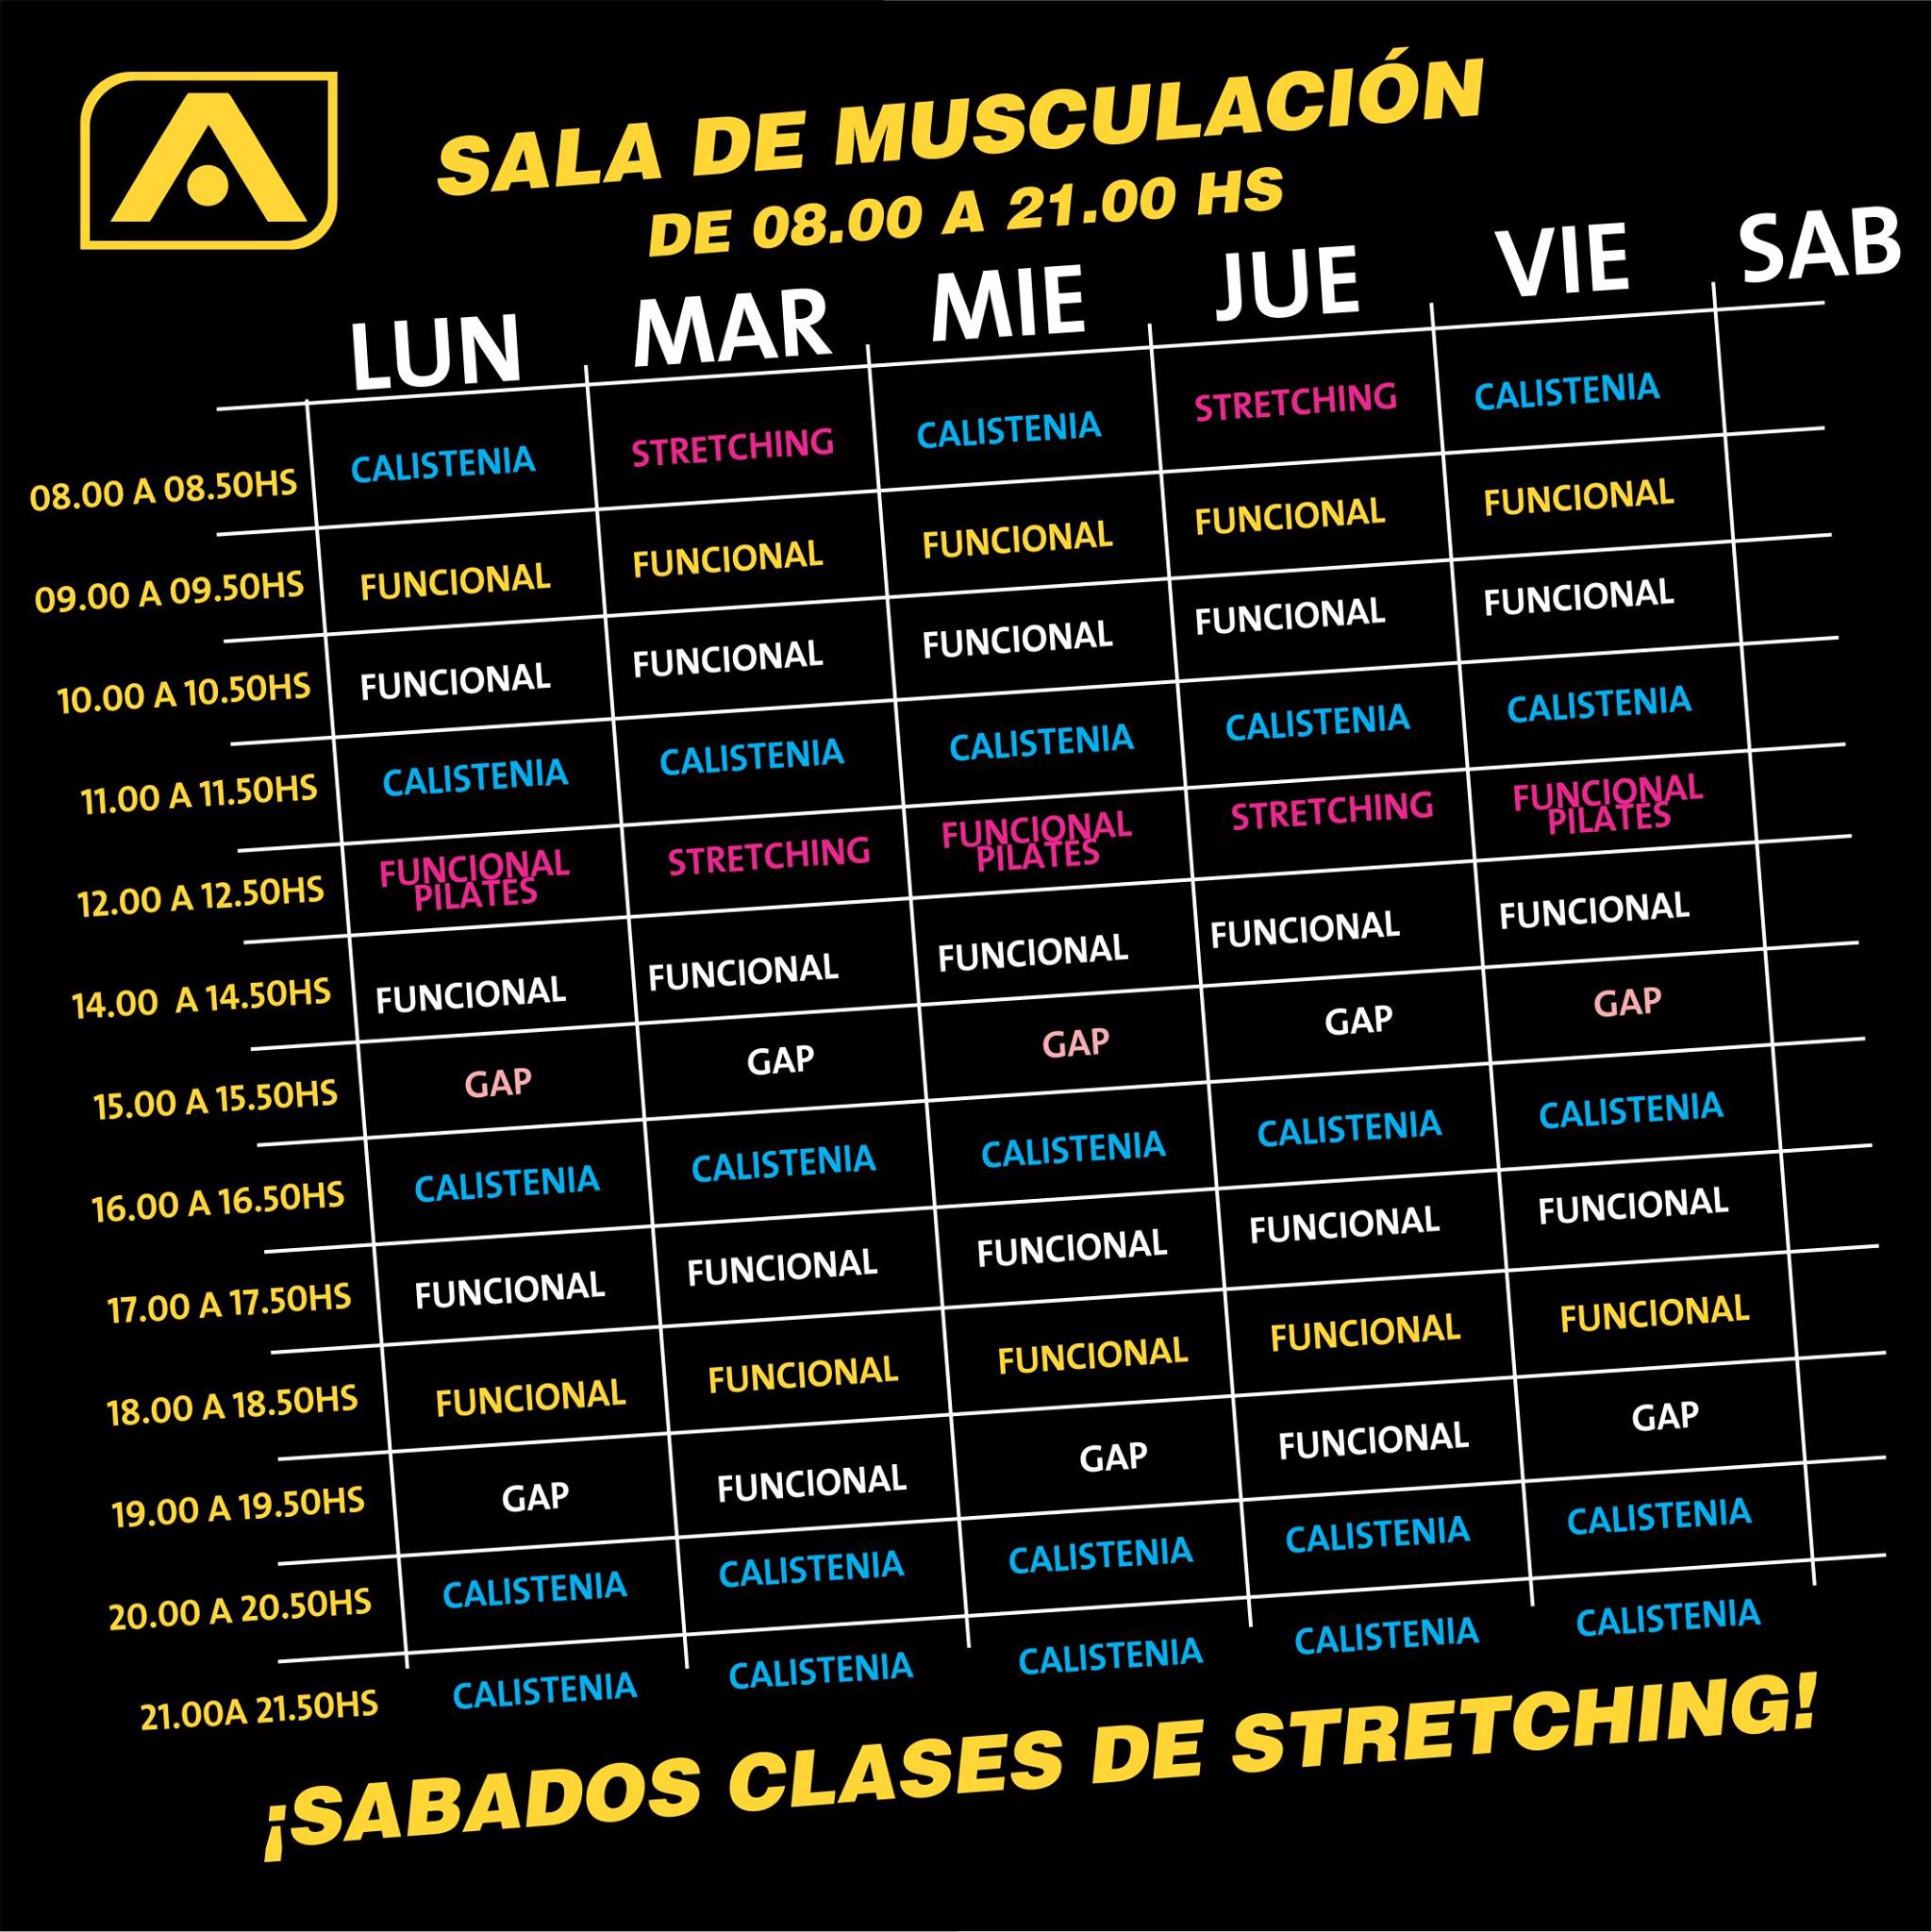 SALA DE MUSCULACIÓN
DE 08.00 A 21.00 HS
LUN MAR MIE JUE VIE SAB
08.00 A 08.50HS CALISTENIA STRETCHING CALISTENIA STRETCHING CALISTENIA
09.00 A 09.50HS FUNCIONAL FUNCIONAL FUNCIONAL FUNCIONAL FUNCIONAL
10.00 A 10.50HS FUNCIONAL FUNCIONAL FUNCIONAL FUNCIONAL FUNCIONAL
11.00 A 11.50HS CALISTENIA CALISTENIA CALISTENIA CALISTENIA CALISTENIA
12.00 A 12.50HS FUNCIONAL PILATES STRETCHING FUNCIONAL PILATES STRETCHING FUNCIONAL PILATES
14.00 A 14.50HS FUNCIONAL FUNCIONAL FUNCIONAL FUNCIONAL FUNCIONAL
15.00 A 15.50HS GAP GAP GAP GAP GAP
16.00 A 16.50HS CALISTENIA CALISTENIA CALISTENIA CALISTENIA CALISTENIA
17.00 A 17.50HS FUNCIONAL FUNCIONAL FUNCIONAL FUNCIONAL FUNCIONAL
18.00 A 18.50HS FUNCIONAL FUNCIONAL FUNCIONAL FUNCIONAL FUNCIONAL
19.00 A 19.50HS GAP FUNCIONAL GAP FUNCIONAL GAP
20.00 A 20.50HS CALISTENIA CALISTENIA CALISTENIA CALISTENIA CALISTENIA
21.00A 21.50HS CALISTENIA CALISTENIA CALISTENIA CALISTENIA CALISTENIA
¡SABADOS CLASES DE STRETCHING!